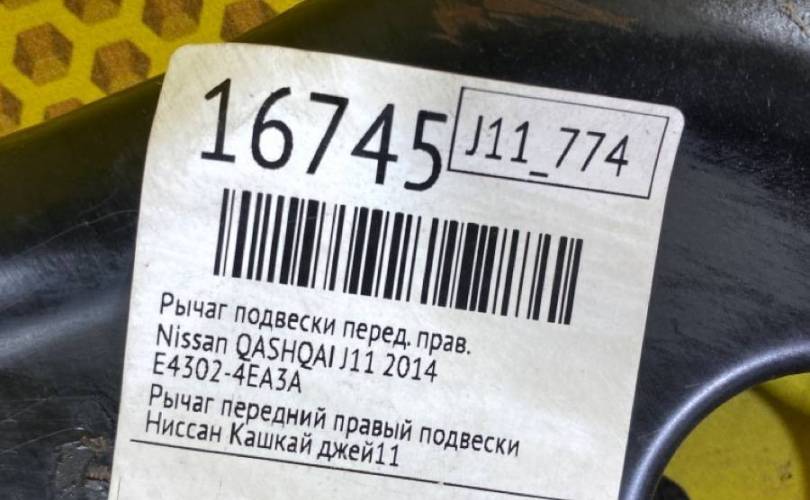 16745 J11_774
Рычаг подвески перед. прав.
Nissan QASHQAI J11 2014
E4302-4EA3A
Рычаг передний правый подвески
Ниссан Кашкай джей11